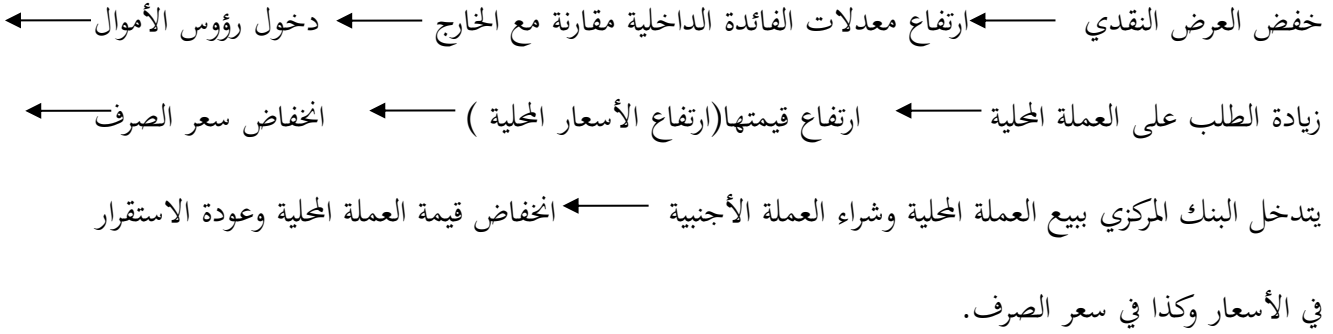 خفض العرض النقدي ← ارتفاع معدلات الفائدة الداخلية مقارنة مع الخارج ← دخول رؤوس الأموال ←
زيادة الطلب على العملة المحلية ← ارتفاع قيمتها(ارتفاع الأسعار المحلية ) ← انخفاض سعر الصرف ←
يتدخل البنك المركزي ببيع العملة المحلية وشراء العملة الأجنبية ← انخفاض قيمة العملة المحلية وعودة الاستقرار
في الأسعار وكذا في سعر الصرف.